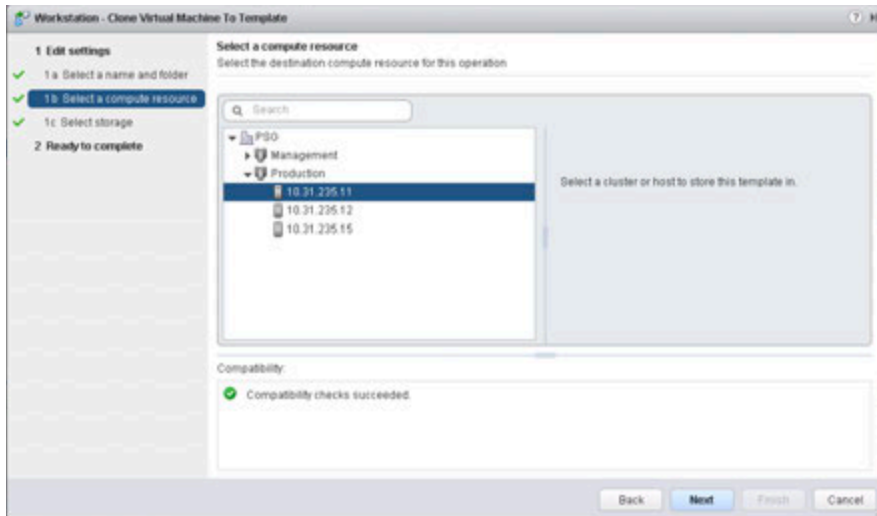 Workstation - Clone Virtual Machine To Template
1 Edit settings
1a Select a name and folder
1b Select a compute resource
1c Select storage
2 Ready to complete
Select a compute resource
Select the destination compute resource for this operation
Search
PSO
Management
Production
10.31.235.11
10.31.235.12
10.31.235.15
Select a cluster or host to store this template in.
Compatibility:
Compatibility checks succeeded.
Back
Next
Finish
Cancel